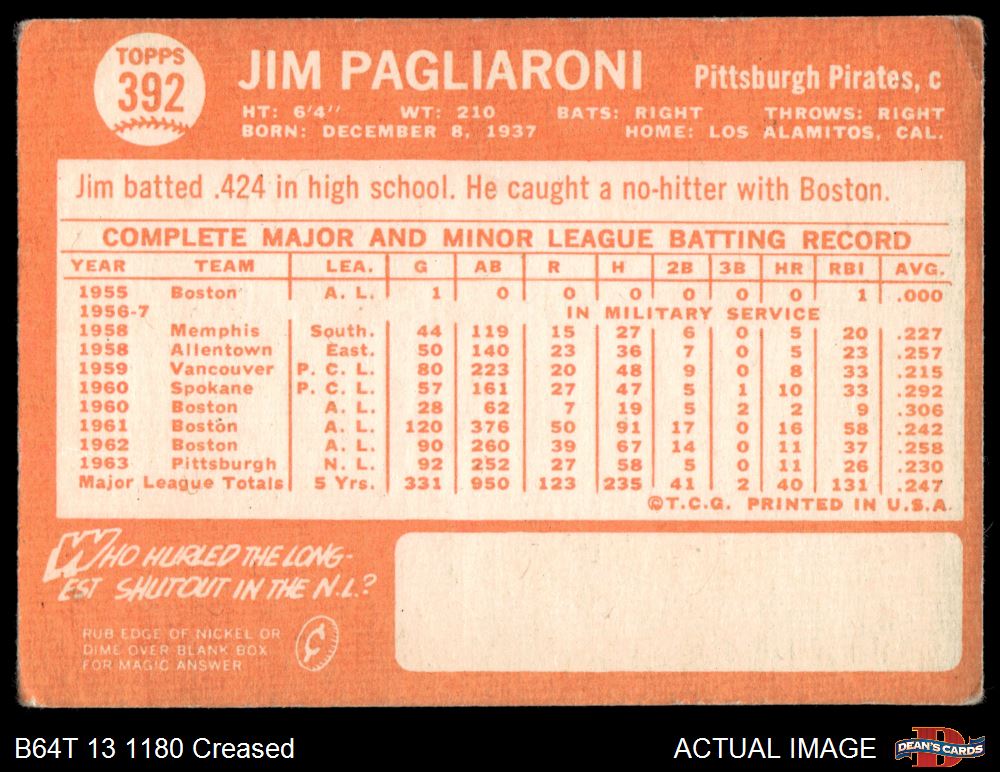 TOPPS
392
JIM PAGLIARONI
Pittsburgh Pirates, c
HT: 6'4" WT: 210 BATS: RIGHT THROWS: RIGHT
BORN: DECEMBER 8, 1937 HOME: LOS ALAMITOS, CAL.
Jim batted .424 in high school. He caught a no-hitter with Boston.
COMPLETE MAJOR AND MINOR LEAGUE BATTING RECORD
YEAR TEAM LEA. G AB R H 2B 3B HR RBI AVG.
1955 Boston A. L. 1 0 0 0 0 0 0 1 .000
1956-7 IN MILITARY SERVICE
1958 Memphis South. 44 119 15 27 6 0 5 20 .227
1958 Allentown East. 50 140 23 36 7 0 5 23 .257
1959 Vancouver P. C. L. 80 223 20 48 9 0 8 33 .215
1960 Spokane P. C. L. 57 161 27 47 5 1 10 33 .292
1960 Boston A. L. 28 62 7 19 5 2 2 9 .306
1961 Boston A. L. 120 376 50 91 17 0 16 58 .242
1962 Boston A. L. 90 260 39 67 14 0 11 37 .258
1963 Pittsburgh N. L. 92 252 27 58 5 0 11 26 .230
Major League Totals 5 Yrs. 331 950 123 235 41 2 40 131 .247
©T.C.G. PRINTED IN U.S.A.
WHO HURLED THE LONG-
EST SHUTOUT IN THE N.L.?
RUB EDGE OF NICKEL OR
DIME OVER BLANK BOX
FOR MAGIC ANSWER
¢
B64T 13 1180 Creased
ACTUAL IMAGE
D
DEAN'S CARDS